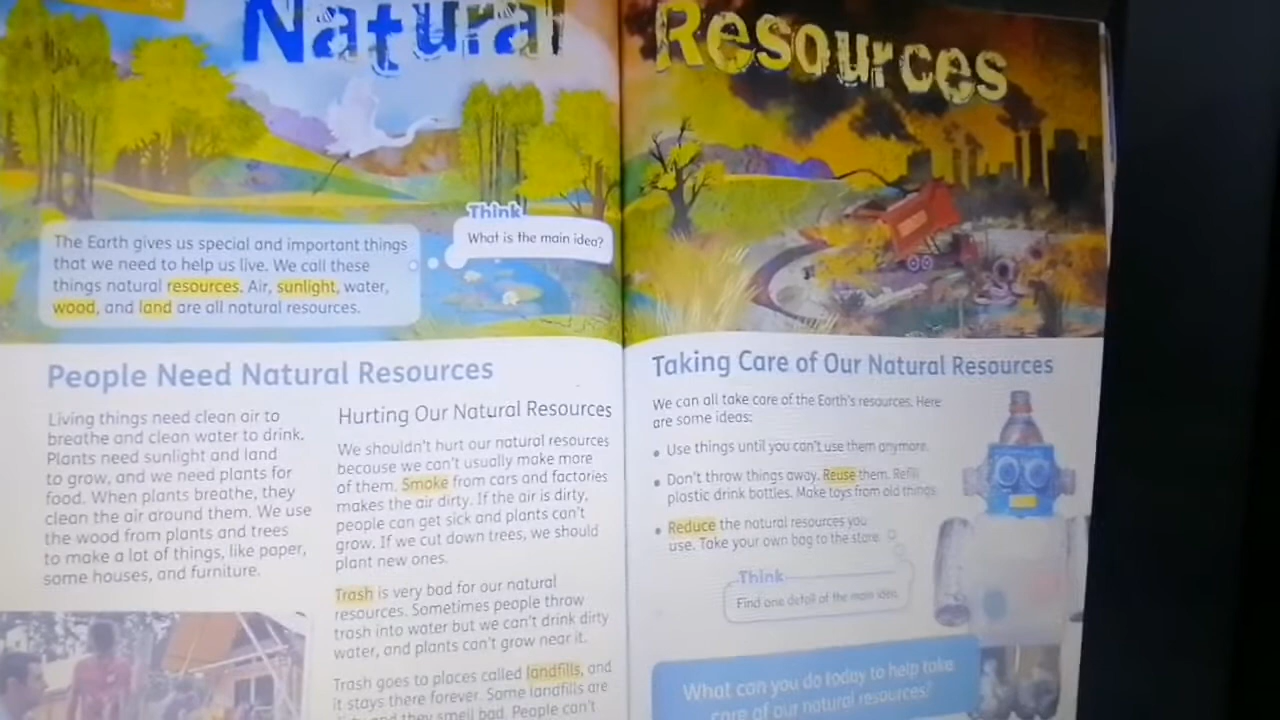 Natural Resources
The Earth gives us special and important things
that we need to help us live. We call these
things natural resources. Air, sunlight, water,
wood, and land are all natural resources.
Think
What is the main idea?
People Need Natural Resources
Living things need clean air to
breathe and clean water to drink.
Plants need sunlight and land
to grow, and we need plants for
food. When plants breathe, they
clean the air around them. We use
the wood from plants and trees
to make a lot of things, like paper,
some houses, and furniture.
Hurting Our Natural Resources
We shouldn't hurt our natural resources
because we can't usually make more
of them. Smoke from cars and factories
makes the air dirty. If the air is dirty,
people can get sick and plants can't
grow. If we cut down trees, we should
plant new ones.
Trash is very bad for our natural
resources. Sometimes people throw
trash into water but we can't drink dirty
water, and plants can't grow near it.
Trash goes to places called landfills, and
it stays there forever. Some landfills are
and they smell bad. People can't
Taking Care of Our Natural Resources
We can all take care of the Earth's resources. Here
are some ideas:
• Use things until you can't use them anymore.
• Don't throw things away. Reuse them. Refill
plastic drink bottles. Make toys from old things.
• Reduce the natural resources you
use. Take your own bag to the store.
Think
Find one detail of the main idea.
What can you do today to help take
care of our natural resources?